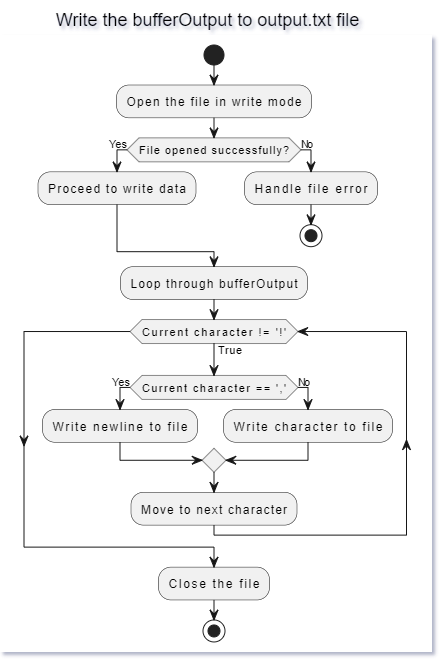 Write the bufferOutput to output.txt file
Open the file in write mode
Yes
File opened successfully?
No
Proceed to write data
Handle file error
Loop through bufferOutput
Current character != '!'
True
Yes
Current character == ','
No
Write newline to file
Write character to file
Move to next character
Close the file